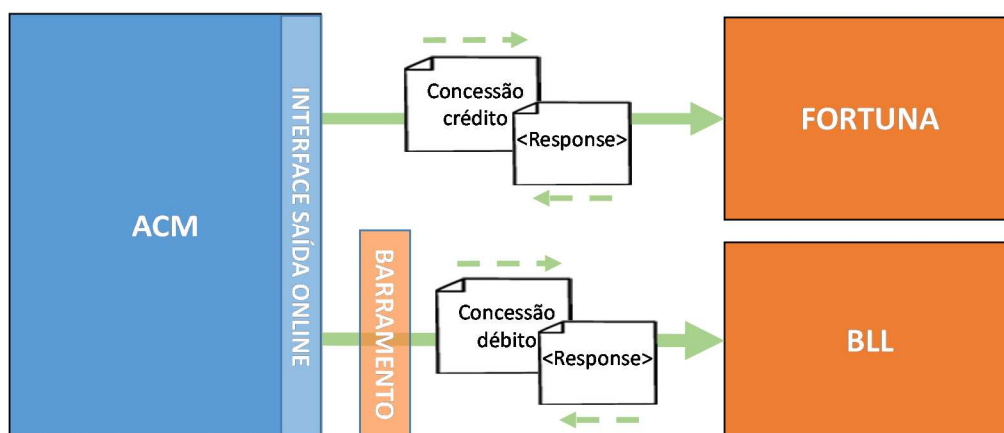 ACM
INTERFACE SAÍDA ONLINE
Concessão
crédito
<Response>
FORTUNA
BARRAMENTO
Concessão
débito
<Response>
BLL